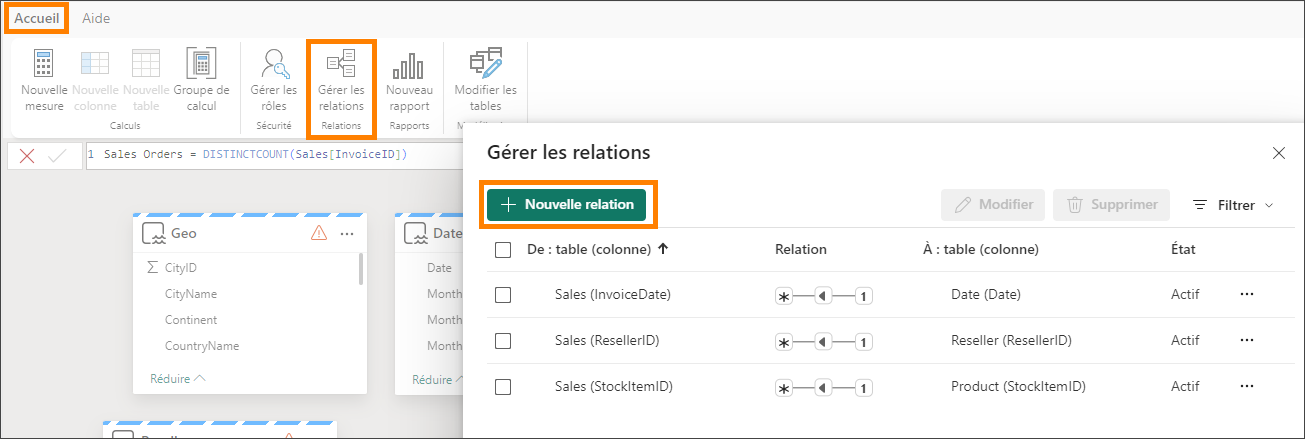 Accueil Aide
Nouvelle mesure
Nouvelle colonne
Nouvelle table
Groupe de calcul
Calculs
Gérer les rôles
Sécurité
Gérer les relations
Relations
Nouveau rapport
Rapports
Modifier les tables
1 Sales Orders = DISTINCTCOUNT(Sales[InvoiceID])
Geo
CityID
CityName
Continent
CountryName
Réduire
Date
Date
Month
Month
Month
Réduire
Gérer les relations
Nouvelle relation
Modifier Supprimer Filtrer
De : table (colonne) Relation À : table (colonne) État
Sales (InvoiceDate) * 1 Date (Date) Actif
Sales (ResellerID) * 1 Reseller (ResellerID) Actif
Sales (StockItemID) * 1 Product (StockItemID) Actif